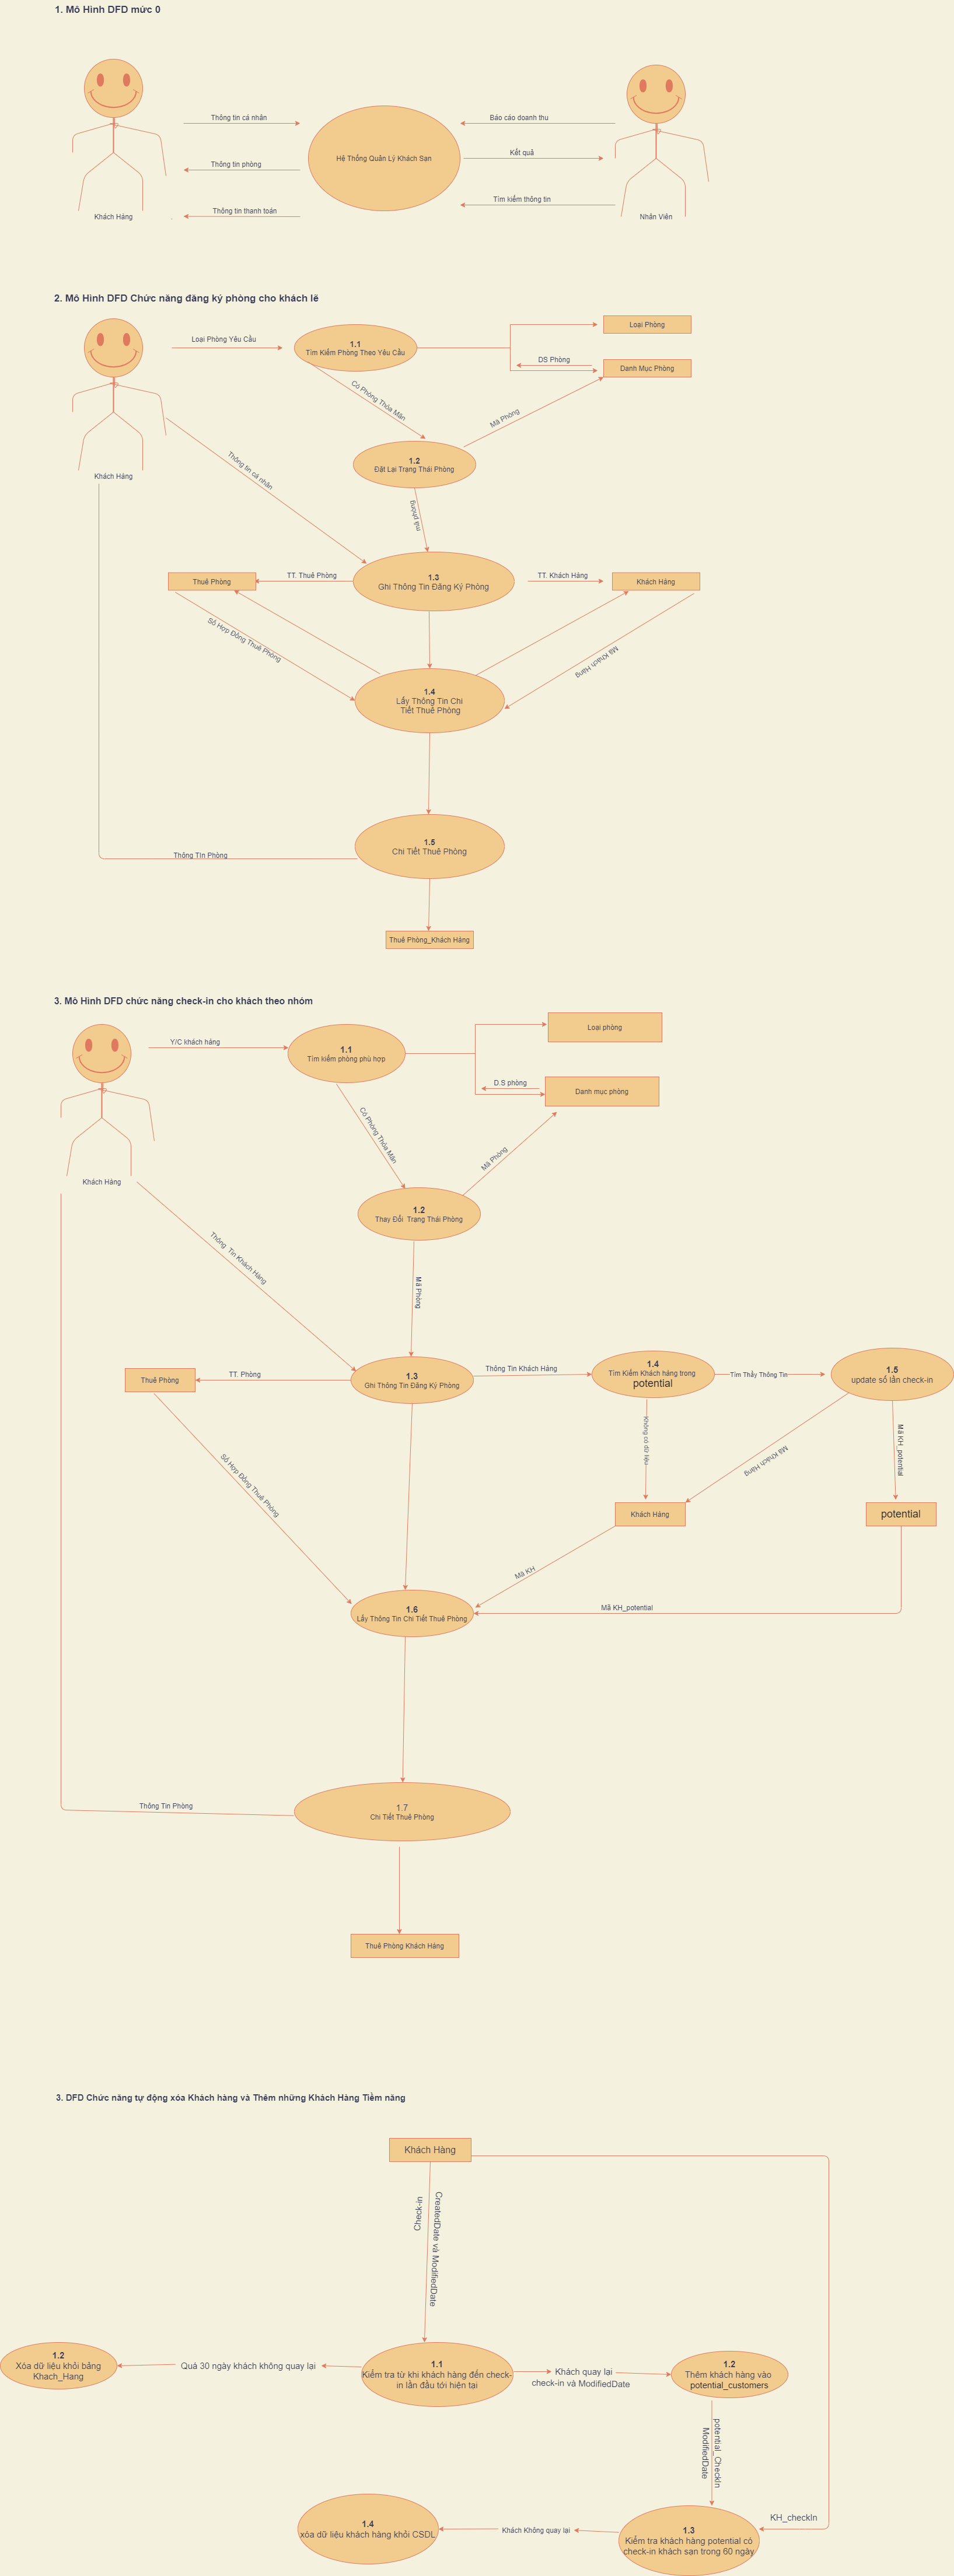 1. Mô Hình DFD mức 0
Thông tin cá nhân
Báo cáo doanh thu
Kết quả
Hệ Thống Quản Lý Khách Sạn
Thông tin phòng
Tìm kiếm thông tin
Thông tin thanh toán
Khách Hàng
Nhân Viên
2. Mô Hình DFD Chức năng đăng ký phòng cho khách lẽ
Loại Phòng Yêu Cầu
1.1
Tìm Kiếm Phòng Theo Yêu Cầu
Loại Phòng
DS Phòng
Danh Mục Phòng
Có Phòng Thỏa Mãn
Mã Phòng
1.2
Đặt Lại Trạng Thái Phòng
Khách Hàng
Thông tin cá nhân
mã phòng
Thuê Phòng
TT. Thuê Phòng
1.3
Ghi Thông Tin Đăng Ký Phòng
TT. Khách Hàng
Khách Hàng
Số Hợp Đồng Thuê Phòng
Mã Khách Hàng
1.4
Lấy Thông Tin Chi
Tiết Thuê Phòng
1.5
Chi Tiết Thuê Phòng
Thông Tin Phòng
Thuê Phòng_Khách Hàng
3. Mô Hình DFD chức năng check-in cho khách theo nhóm
Y/C khách hàng
1.1
Tìm kiếm phòng phù hợp
Loại phòng
D.S phòng
Danh mục phòng
Có Phòng Thỏa Mãn
Mã Phòng
Khách Hàng
1.2
Thay Đổi Trạng Thái Phòng
Thông Tin Khách Hàng
Mã Phòng
Thuê Phòng
TT. Phòng
1.3
Ghi Thông Tin Đăng Ký Phòng
Thông Tin Khách Hàng
1.4
Tìm Kiếm Khách hàng trong
potential
Tìm Thấy Thông Tin
1.5
update số lần check-in
Không có dữ liệu
Mã Khách Hàng
Mã KH_potential
Số Hợp Đồng Thuê Phòng
Khách Hàng
potential
Mã KH
1.6
Lấy Thông Tin Chi Tiết Thuê Phòng
Mã KH_potential
1.7
Chi Tiết Thuê Phòng
Thông Tin Phòng
Thuê Phòng Khách Hàng
3. DFD Chức năng tự động xóa Khách hàng và Thêm những Khách Hàng Tiềm năng
Khách Hàng
Check-in
CreatedDate và ModifiedDate
1.2
Xóa dữ liệu khỏi bảng
Khach_Hang
Quá 30 ngày khách không quay lại
1.1
Kiểm tra từ khi khách hàng đến check-
in lần đầu tới hiện tại
Khách quay lại
check-in và ModifiedDate
1.2
Thêm khách hàng vào
potential_customers
potential_CheckIn
ModifiedDate
KH_checkIn
1.4
xóa dữ liệu khách hàng khỏi CSDL
Khách Không quay lại
1.3
Kiểm tra khách hàng potential có
check-in khách sạn trong 60 ngày